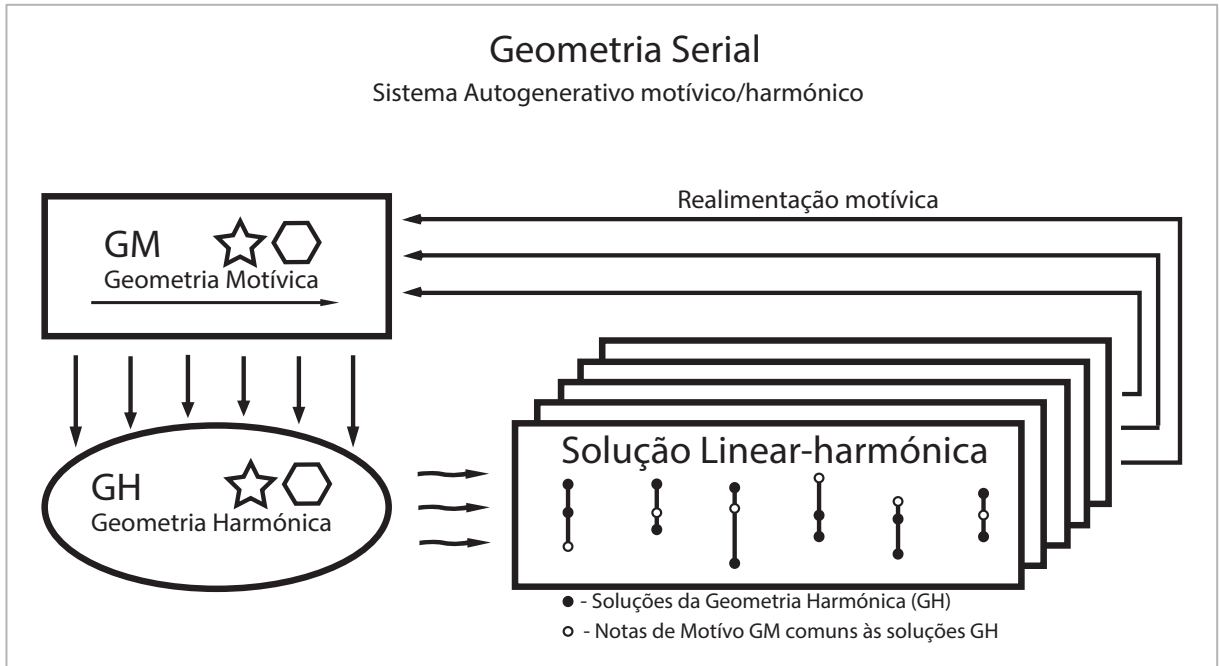 Geometria Serial
Sistema Autogenerativo motívico/harmónico
Realimentação motívica
GM
Geometria Motívica
GH
Geometria Harmónica
Solução Linear-harmónica
- Soluções da Geometria Harmónica (GH)
- Notas de Motívo GM comuns às soluções GH